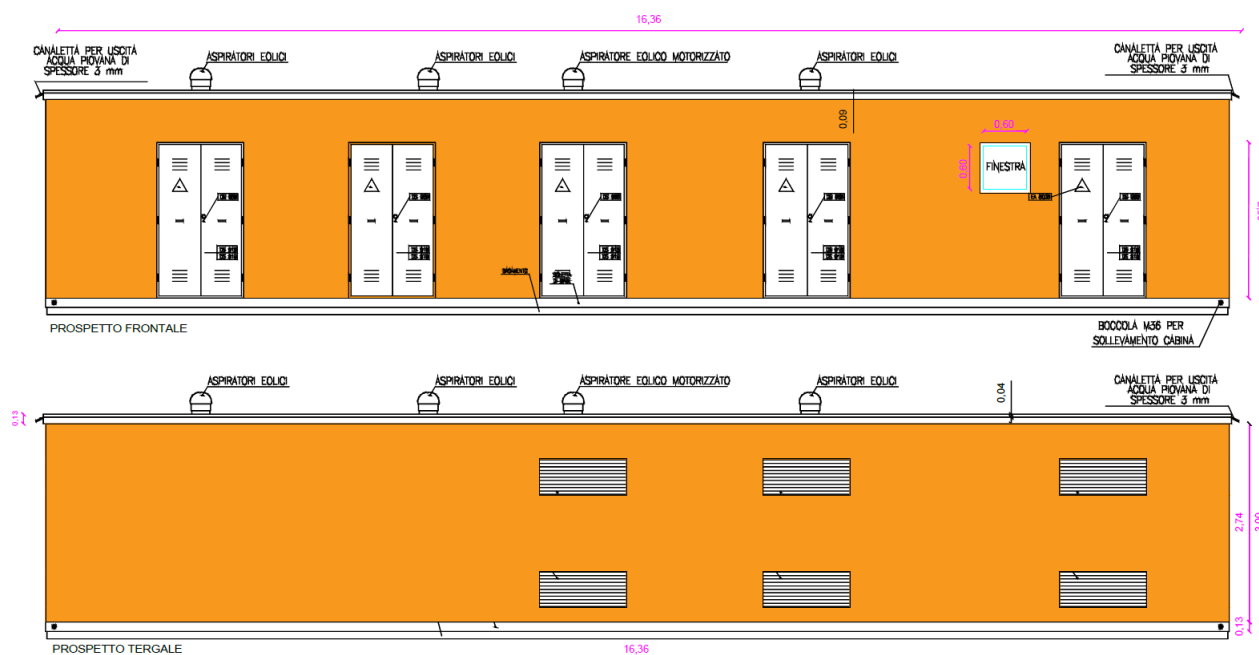 16,36
CANALETTA PER USCITA
ACQUA PIOVANA DI
SPESSORE 3 mm
ASPIRATORI EOLICI
ASPIRATORI EOLICI
ASPIRATORE EOLICO MOTORIZZATO
ASPIRATORI EOLICI
CANALETTA PER USCITA
ACQUA PIOVANA DI
SPESSORE 3 mm
0,09
0,60
0,60
FINESTRA
PROSPETTO FRONTALE
BOCCOLA M36 PER
SOLLEVAMENTO CABINA
ASPIRATORI EOLICI
ASPIRATORI EOLICI
ASPIRATORE EOLICO MOTORIZZATO
ASPIRATORI EOLICI
0,04
CANALETTA PER USCITA
ACQUA PIOVANA DI
SPESSORE 3 mm
0,13
2,74
0,13
PROSPETTO TERGALE
16,36